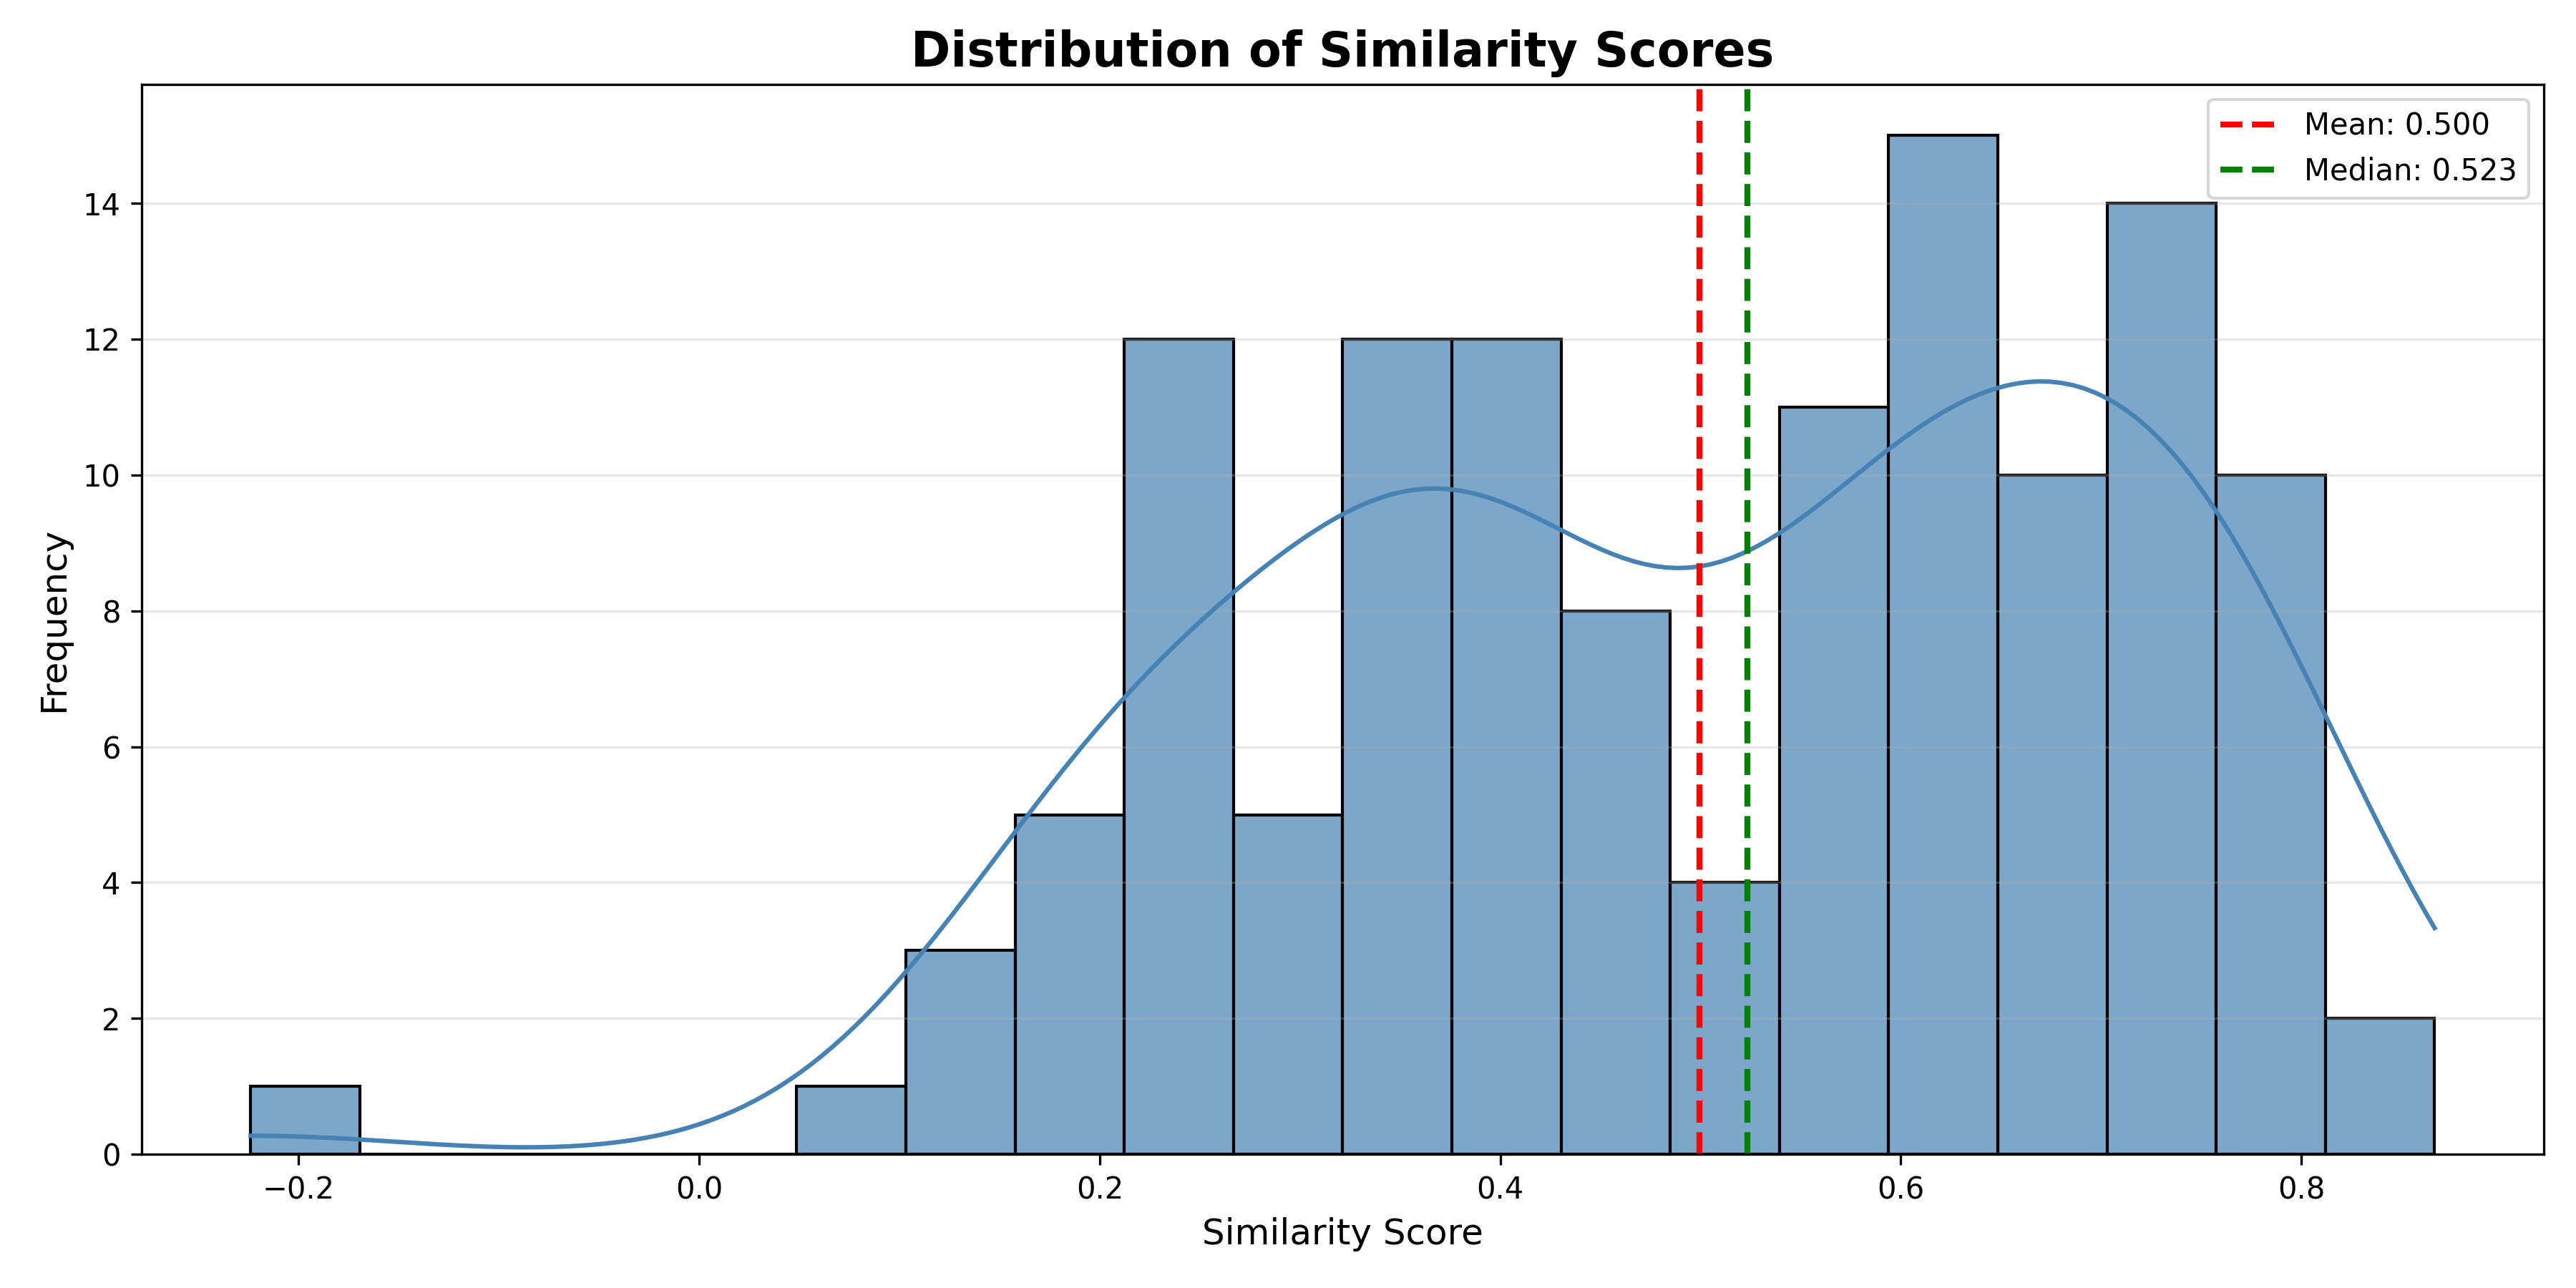 Distribution of Similarity Scores
Mean: 0.500
Median: 0.523
Frequency
14
12
10
8
6
4
2
0
−0.2 0.0 0.2 0.4 0.6 0.8
Similarity Score